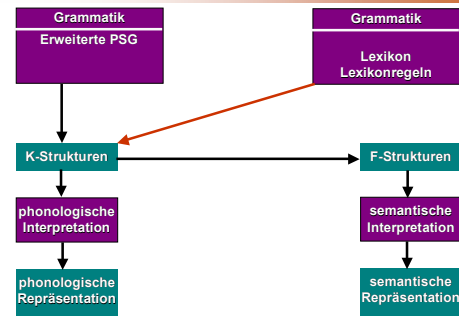 Grammatik
Erweiterte PSG
Grammatik
Lexikon
Lexikonregeln
K-Strukturen
F-Strukturen
phonologische
Interpretation
semantische
Interpretation
phonologische
Repräsentation
semantische
Repräsentation